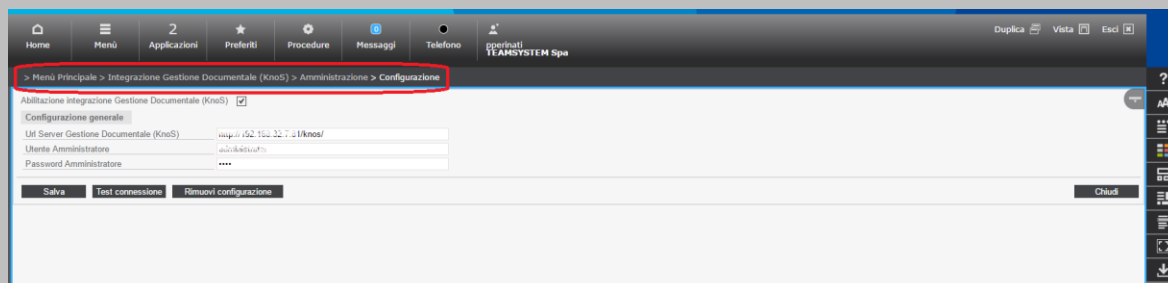 Home
Menù
2
Applicazioni
Preferiti
Procedure
0
Messaggi
Telefono
pperinati
TEAMSYSTEM Spa
Duplica Vista Esci
> Menù Principale > Integrazione Gestione Documentale (KnoS) > Amministrazione > Configurazione
Abilitazione integrazione Gestione Documentale (KnoS)
Configurazione generale
Url Server Gestione Documentale (KnoS) /knos/
Utente Amministratore
Password Amministratore ••••
Salva Test connessione Rimuovi configurazione Chiudi
?
AA